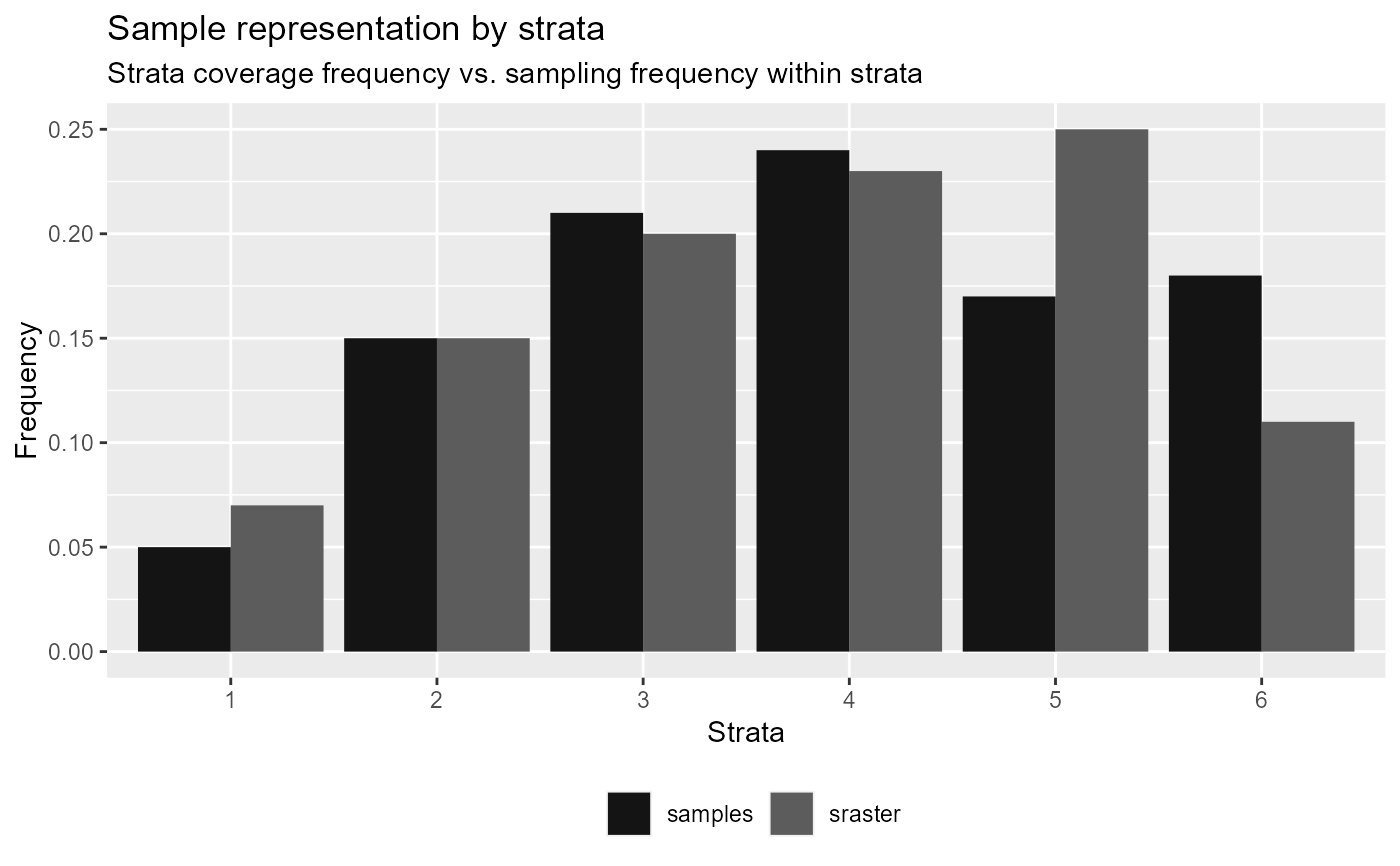 Sample representation by strata
Strata coverage frequency vs. sampling frequency within strata
Frequency
0.25
0.20
0.15
0.10
0.05
0.00
1 2 3 4 5 6
Strata
samples sraster